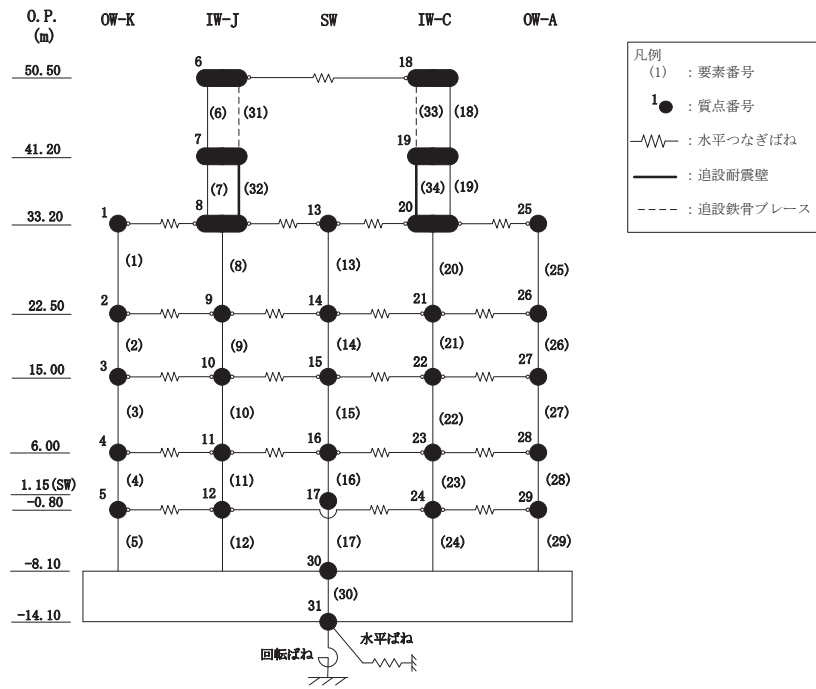 O.P.
(m)
OW-K IW-J SW IW-C OW-A
50.50
41.20
33.20
22.50
15.00
6.00
1.15(SW)
-0.80
-8.10
-14.10
6 18
(6) (31) (33) (18)
7 19
(7) (32) (34) (19)
1 8 13 20 25
(1) (8) (13) (20) (25)
2 9 14 21 26
(2) (9) (14) (21) (26)
3 10 15 22 27
(3) (10) (15) (22) (27)
4 11 16 23 28
(4) (11) (16) (23) (28)
5 12 17 24 29
(5) (12) (17) (24) (29)
30
(30)
31
水平ばね
回転ばね
凡例
(1) : 要素番号
1 : 質点番号
: 水平つなぎばね
: 追設耐震壁
: 追設鉄骨ブレース